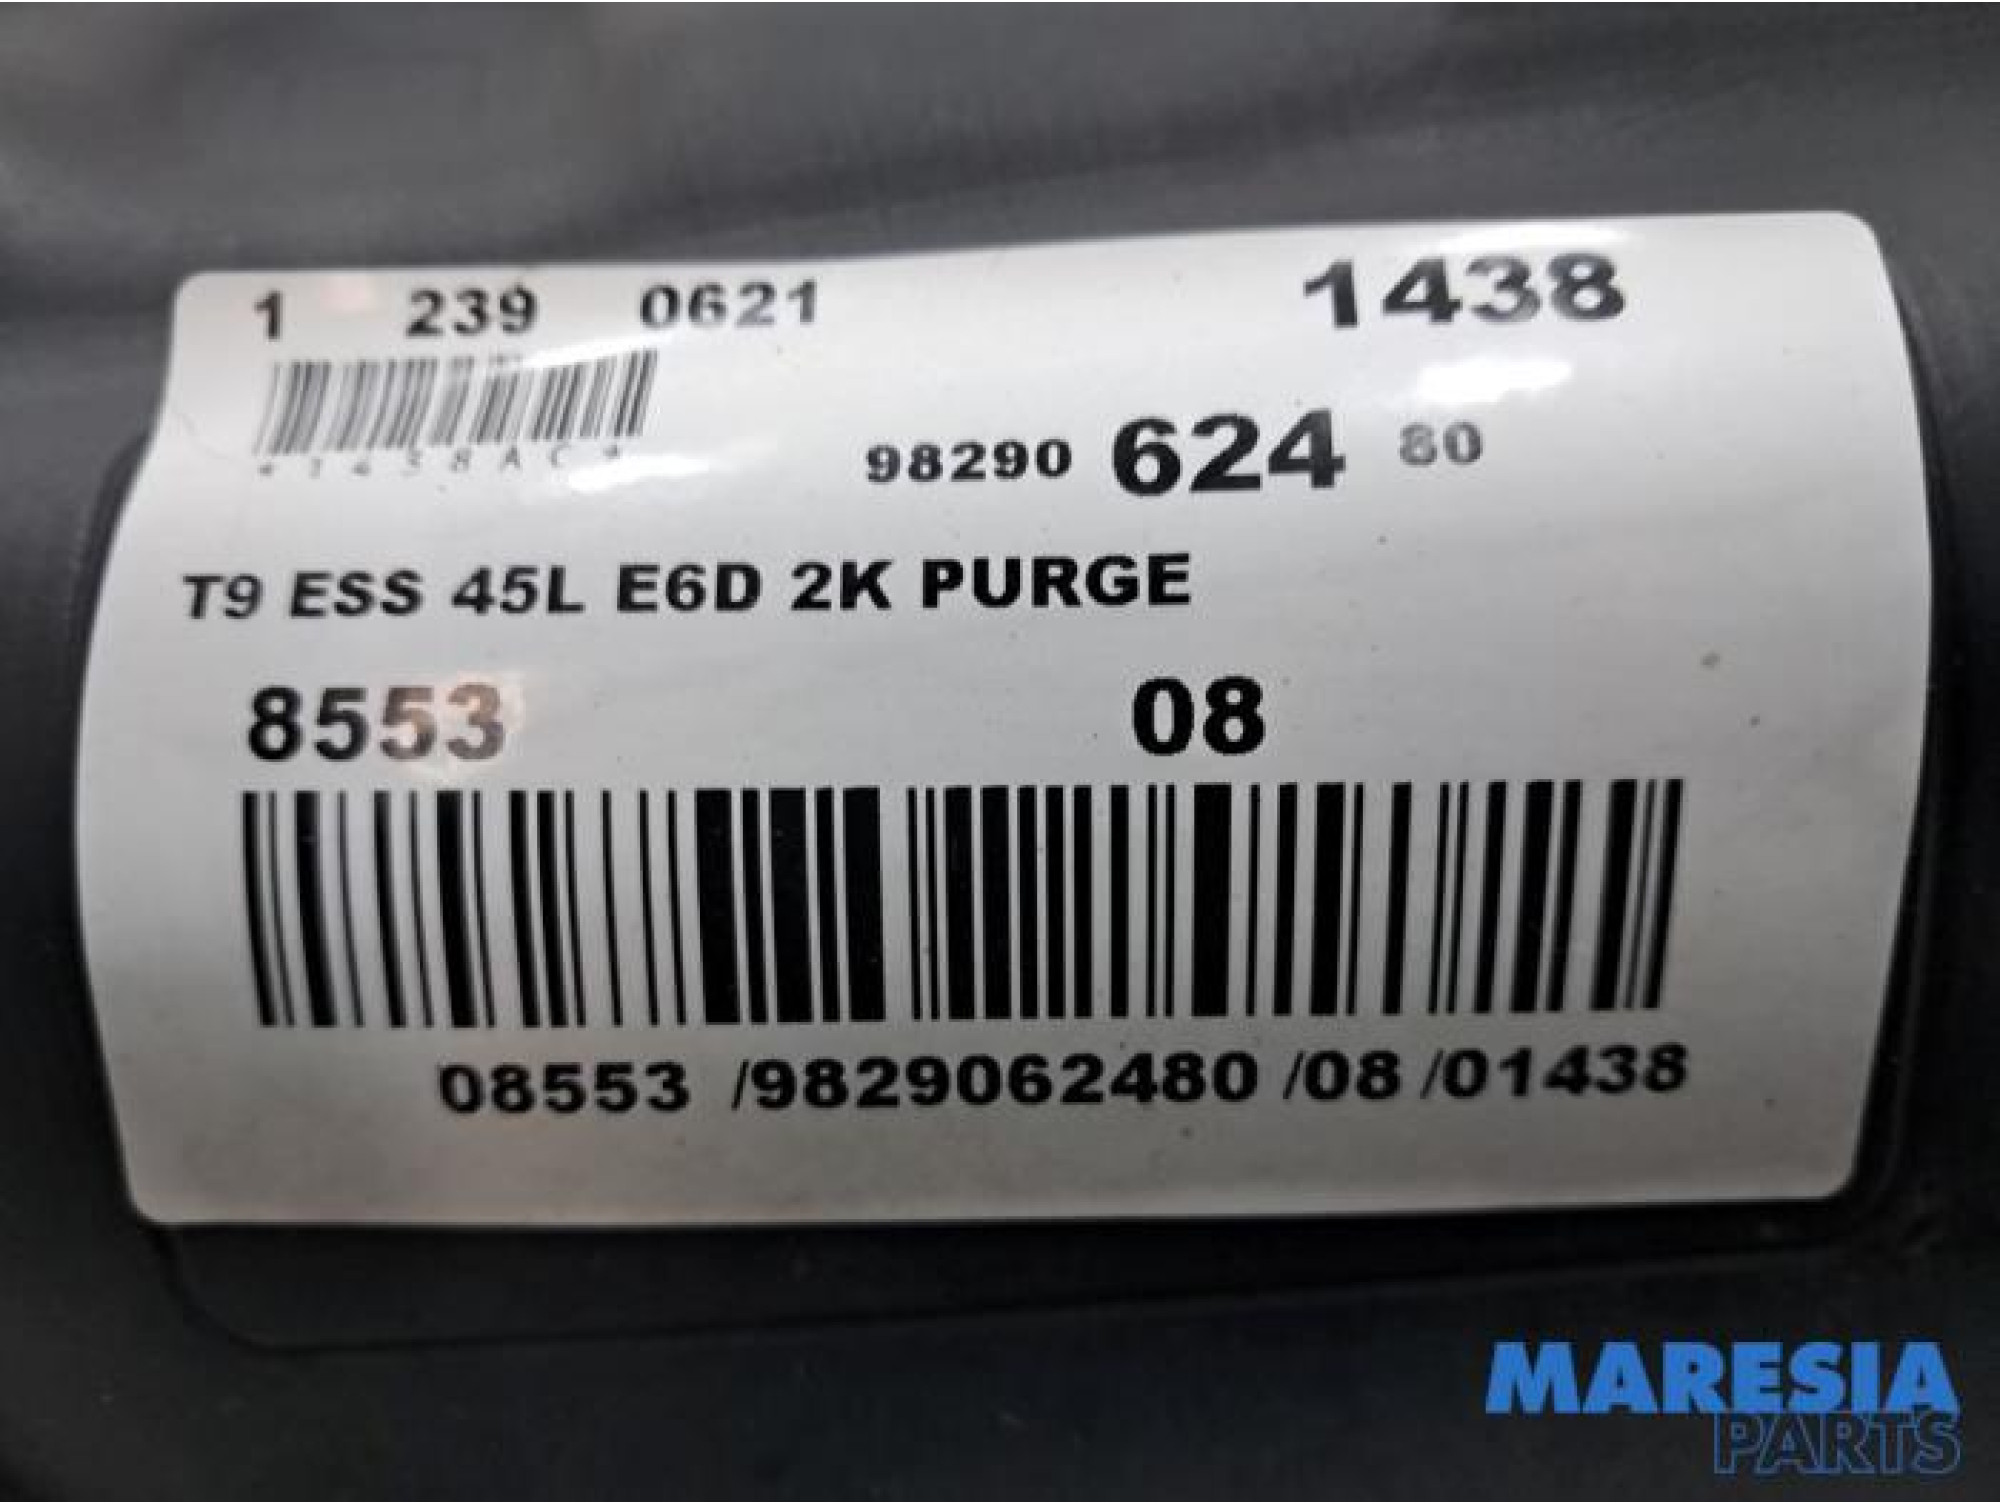 1 239 0621 1438
*1438AC*
98290 624 80
T9 ESS 45L E6D 2K PURGE
8553 08
08553 /9829062480 /08 /01438
MARESIA
PARTS